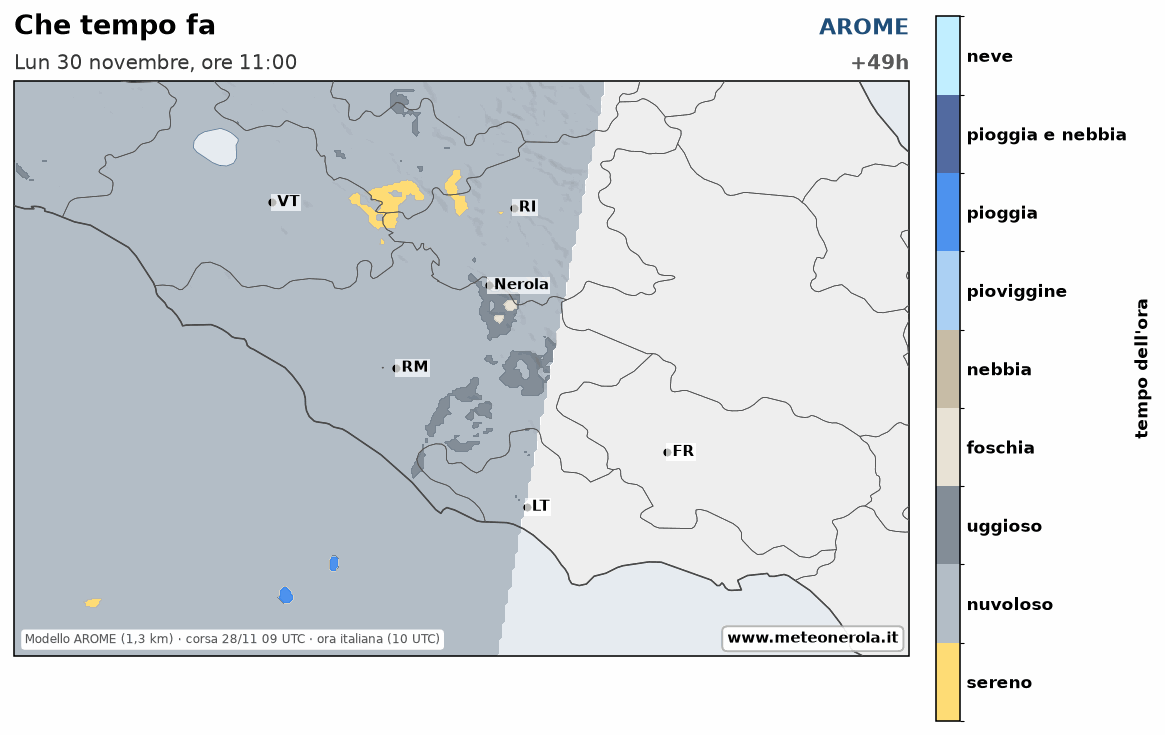 Che tempo fa
AROME
Lun 30 novembre, ore 11:00
+49h
VT
RI
Nerola
RM
FR
LT
Modello AROME (1,3 km) · corsa 28/11 09 UTC · ora italiana (10 UTC)
www.meteonerola.it
neve
pioggia e nebbia
pioggia
pioviggine
nebbia
foschia
uggioso
nuvoloso
sereno
tempo dell'ora